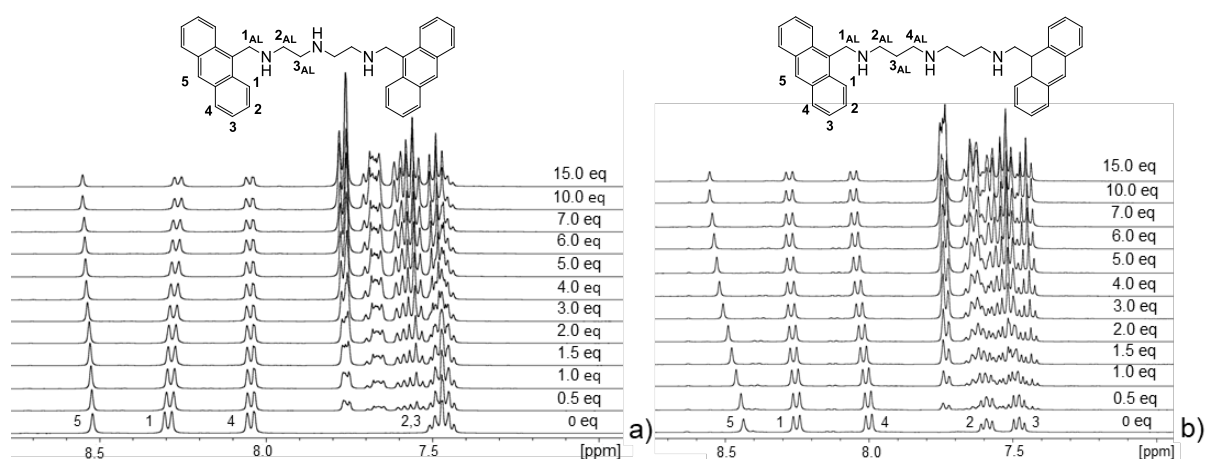 1AL 2AL H N
N H 3AL N H
5 1
4 2
3
15.0 eq
10.0 eq
7.0 eq
6.0 eq
5.0 eq
4.0 eq
3.0 eq
2.0 eq
1.5 eq
1.0 eq
0.5 eq
5 1 4 2,3 0 eq
8.5 8.0 7.5 [ppm]
a)
1AL 2AL 4AL
N H 3AL N H N H
5 1
4 2
3
15.0 eq
10.0 eq
7.0 eq
6.0 eq
5.0 eq
4.0 eq
3.0 eq
2.0 eq
1.5 eq
1.0 eq
0.5 eq
5 1 4 2 3 0 eq
8.5 8.0 7.5 [ppm]
b)